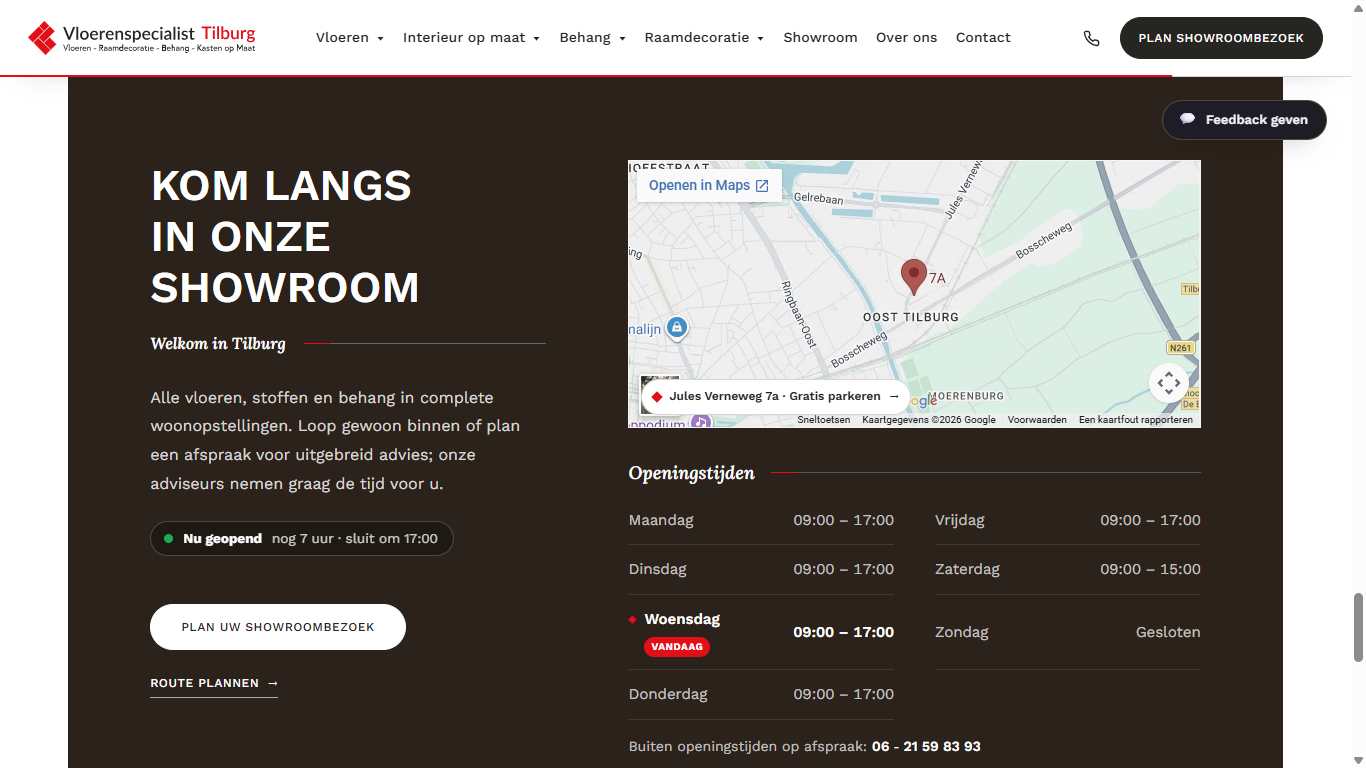 Vloerenspecialist Tilburg
Vloeren - Raamdecoratie - Behang - Kasten op Maat
Vloeren
Interieur op maat
Behang
Raamdecoratie
Showroom
Over ons
Contact
PLAN SHOWROOMBEZOEK
Feedback geven
KOM LANGS
IN ONZE
SHOWROOM
Welkom in Tilburg
Alle vloeren, stoffen en behang in complete
woonopstellingen. Loop gewoon binnen of plan
een afspraak voor uitgebreid advies; onze
adviseurs nemen graag de tijd voor u.
Nu geopend nog 7 uur · sluit om 17:00
PLAN UW SHOWROOMBEZOEK
ROUTE PLANNEN →
Openen in Maps
Gelrebaan
Jules Verneweg
Bosscheweg
7A
Ringbaan-Oost
OOST TILBURG
Bosscheweg
N261
MOERENBURG
Jules Verneweg 7a · Gratis parkeren →
Sneltoetsen
Kaartgegevens ©2026 Google
Voorwaarden
Een kaartfout rapporteren
Openingstijden
Maandag 09:00 – 17:00
Vrijdag 09:00 – 17:00
Dinsdag 09:00 – 17:00
Zaterdag 09:00 – 15:00
Woensdag 09:00 – 17:00
VANDAAG
Zondag Gesloten
Donderdag 09:00 – 17:00
Buiten openingstijden op afspraak: 06 - 21 59 83 93